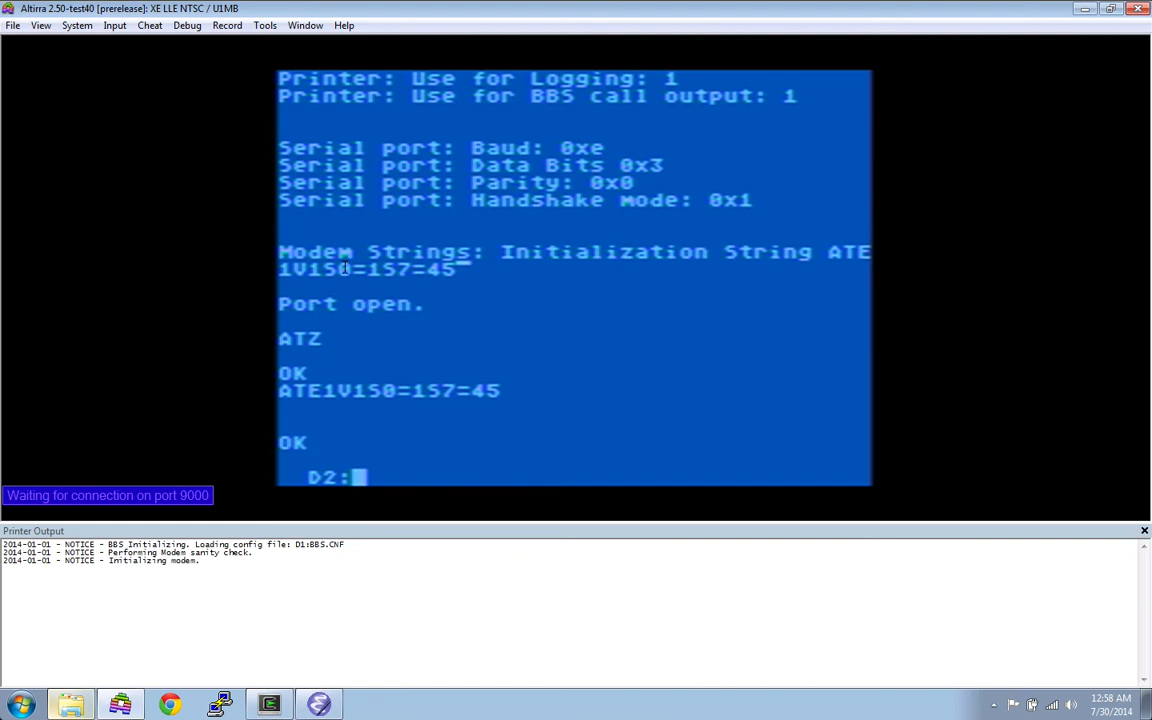 Altirra 2.50-test40 [prerelease]: XE LLE NTSC / U1MB
File View System Input Cheat Debug Record Tools Window Help
Printer: Use for Logging: 1
Printer: Use for BBS call output: 1
Serial port: Baud: 0xe
Serial port: Data Bits 0x3
Serial port: Parity: 0x0
Serial port: Handshake mode: 0x1
Modem Strings: Initialization String ATE
1V1S0=1S7=45
Port open.
ATZ
OK
ATE1V1S0=1S7=45
OK
D2:
Waiting for connection on port 9000
Printer Output
2014-01-01 - NOTICE - BBS Initializing. Loading config file: D1:BBS.CNF
2014-01-01 - NOTICE - Performing Modem sanity check.
2014-01-01 - NOTICE - Initializing modem.
12:58 AM
7/30/2014